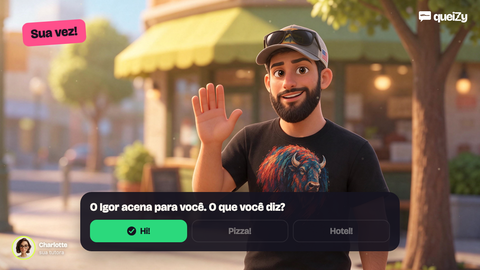 Sua vez!
queiZy
O Igor acena para você. O que você diz?
Hi!
Pizza!
Hotel!
Charlotte